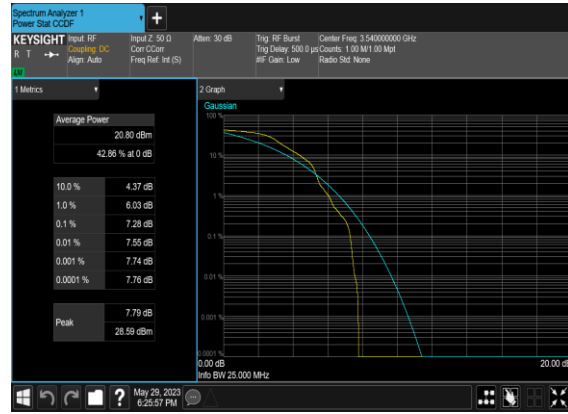 Spectrum Analyzer 1
Power Stat CCDF
KEYSIGHT
R T
LV
Input: RF
Coupling: DC
Align: Auto
Input Z: 50 Ω
Corr CCorr
Freq Ref: Int (S)
Atten: 30 dB
Trig: RF Burst
Trig Delay: 500.0 µs
#IF Gain: Low
Center Freq: 3.540000000 GHz
Counts: 1.00 M/1.00 Mpt
Radio Std: None
1 Metrics
Average Power
20.80 dBm
42.86 % at 0 dB
10.0 % 4.37 dB
1.0 % 6.03 dB
0.1 % 7.28 dB
0.01 % 7.55 dB
0.001 % 7.74 dB
0.0001 % 7.76 dB
Peak
7.79 dB
28.59 dBm
2 Graph
Gaussian
100 %
10 %
1 %
0.1 %
0.01 %
0.001 %
0.0001 %
0.00 dB
20.00 dB
Info BW 25.000 MHz
May 29, 2023
6:25:57 PM